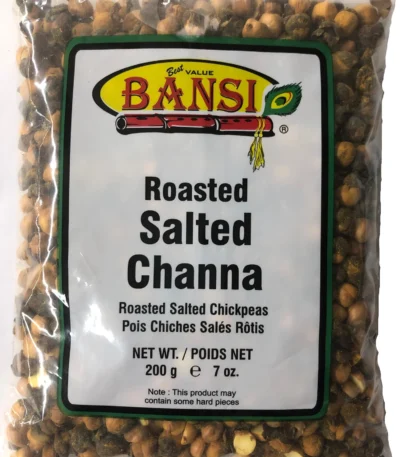 Best VALUE
BANSI
®
Roasted
Salted
Channa
Roasted Salted Chickpeas
Pois Chiches Salés Rôtis
NET WT. / POIDS NET
200 g ℮ 7 oz.
Note : This product may
contain some hard pieces